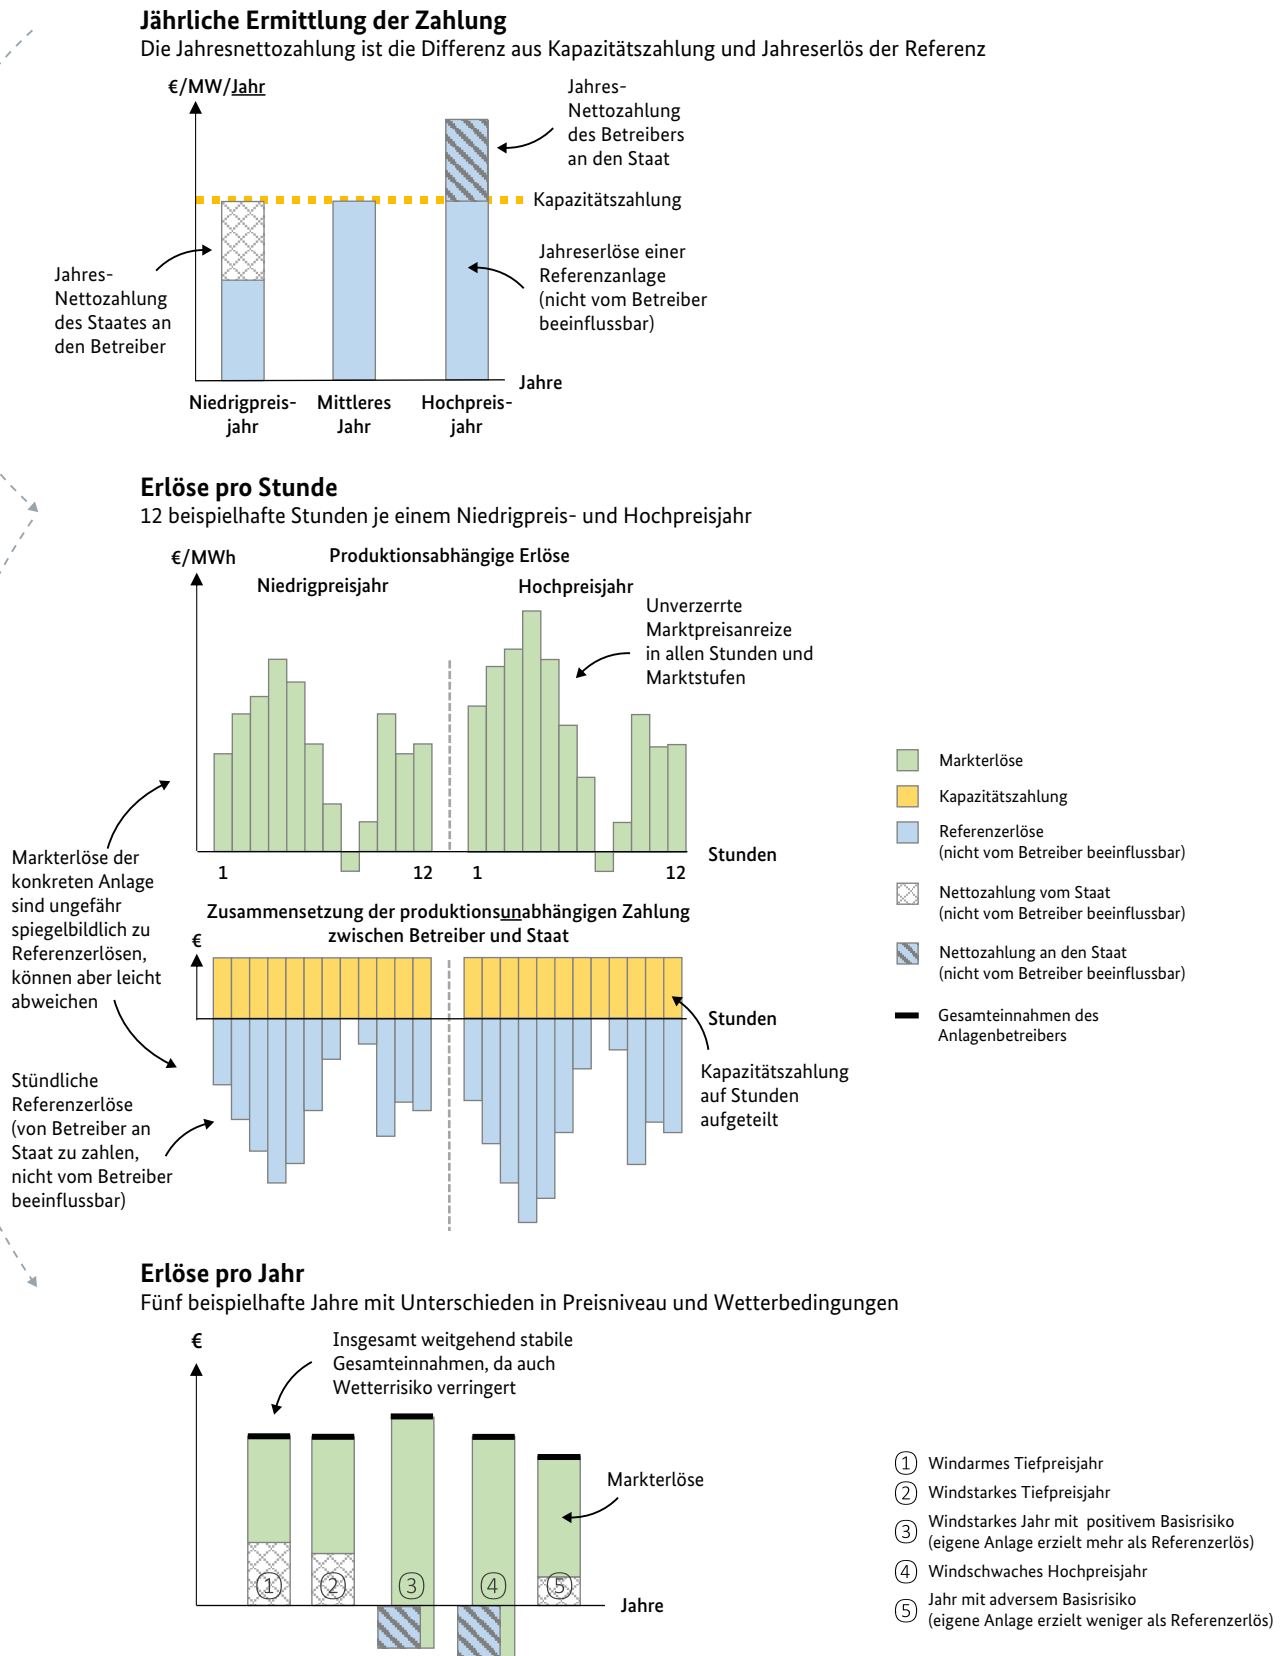 Jährliche Ermittlung der Zahlung
Die Jahresnettozahlung ist die Differenz aus Kapazitätszahlung und Jahreserlös der Referenz
€/MW/Jahr
Jahres-
Nettozahlung
des Betreibers
an den Staat
Kapazitätszahlung
Jahreserlöse einer
Referenzanlage
(nicht vom Betreiber
beeinflussbar)
Jahres-
Nettozahlung
des Staates an
den Betreiber
Jahre
Niedrigpreis-
jahr
Mittleres
Jahr
Hochpreis-
jahr
Erlöse pro Stunde
12 beispielhafte Stunden je einem Niedrigpreis- und Hochpreisjahr
€/MWh
Produktionsabhängige Erlöse
Niedrigpreisjahr
Hochpreisjahr
Unverzerrte
Marktpreisanreize
in allen Stunden und
Marktstufen
Stunden
1
12
1
12
Markterlöse der
konkreten Anlage
sind ungefähr
spiegelbildlich zu
Referenzerlösen,
können aber leicht
abweichen
Zusammensetzung der produktionsunabhängigen Zahlung
zwischen Betreiber und Staat
€
Stunden
Kapazitätszahlung
auf Stunden
aufgeteilt
Stündliche
Referenzerlöse
(von Betreiber an
Staat zu zahlen,
nicht vom Betreiber
beeinflussbar)
Markterlöse
Kapazitätszahlung
Referenzerlöse
(nicht vom Betreiber beeinflussbar)
Nettozahlung vom Staat
(nicht vom Betreiber beeinflussbar)
Nettozahlung an den Staat
(nicht vom Betreiber beeinflussbar)
Gesamteinnahmen des
Anlagenbetreibers
Erlöse pro Jahr
Fünf beispielhafte Jahre mit Unterschieden in Preisniveau und Wetterbedingungen
€
Insgesamt weitgehend stabile
Gesamteinnahmen, da auch
Wetterrisiko verringert
Markterlöse
1
2
3
4
5
Jahre
1 Windarmes Tiefpreisjahr
2 Windstarkes Tiefpreisjahr
3 Windstarkes Jahr mit positivem Basisrisiko
(eigene Anlage erzielt mehr als Referenzerlös)
4 Windschwaches Hochpreisjahr
5 Jahr mit adversem Basisrisiko
(eigene Anlage erzielt weniger als Referenzerlös)